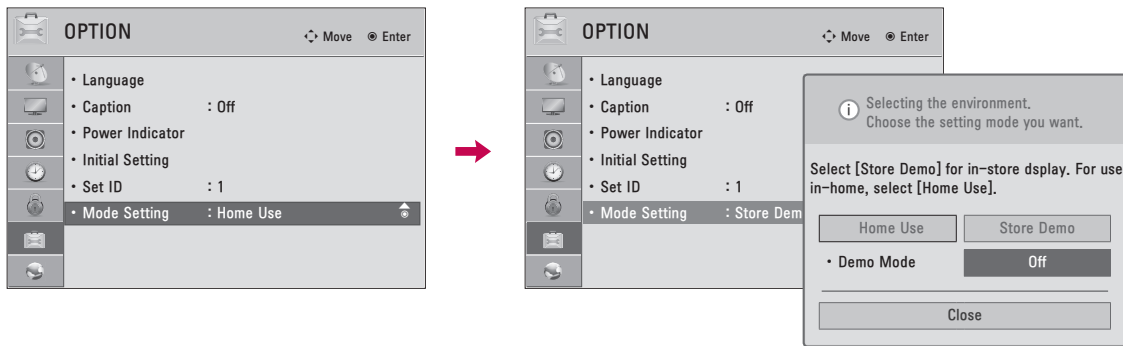 OPTION
Move Enter
• Language
• Caption : Off
• Power Indicator
• Initial Setting
• Set ID : 1
• Mode Setting : Home Use
OPTION
Move Enter
• Language
• Caption : Off
• Power Indicator
• Initial Setting
• Set ID : 1
• Mode Setting : Store Dem
i Selecting the environment.
Choose the setting mode you want.
Select [Store Demo] for in-store dsplay. For use
in-home, select [Home Use].
Home Use Store Demo
• Demo Mode Off
Close